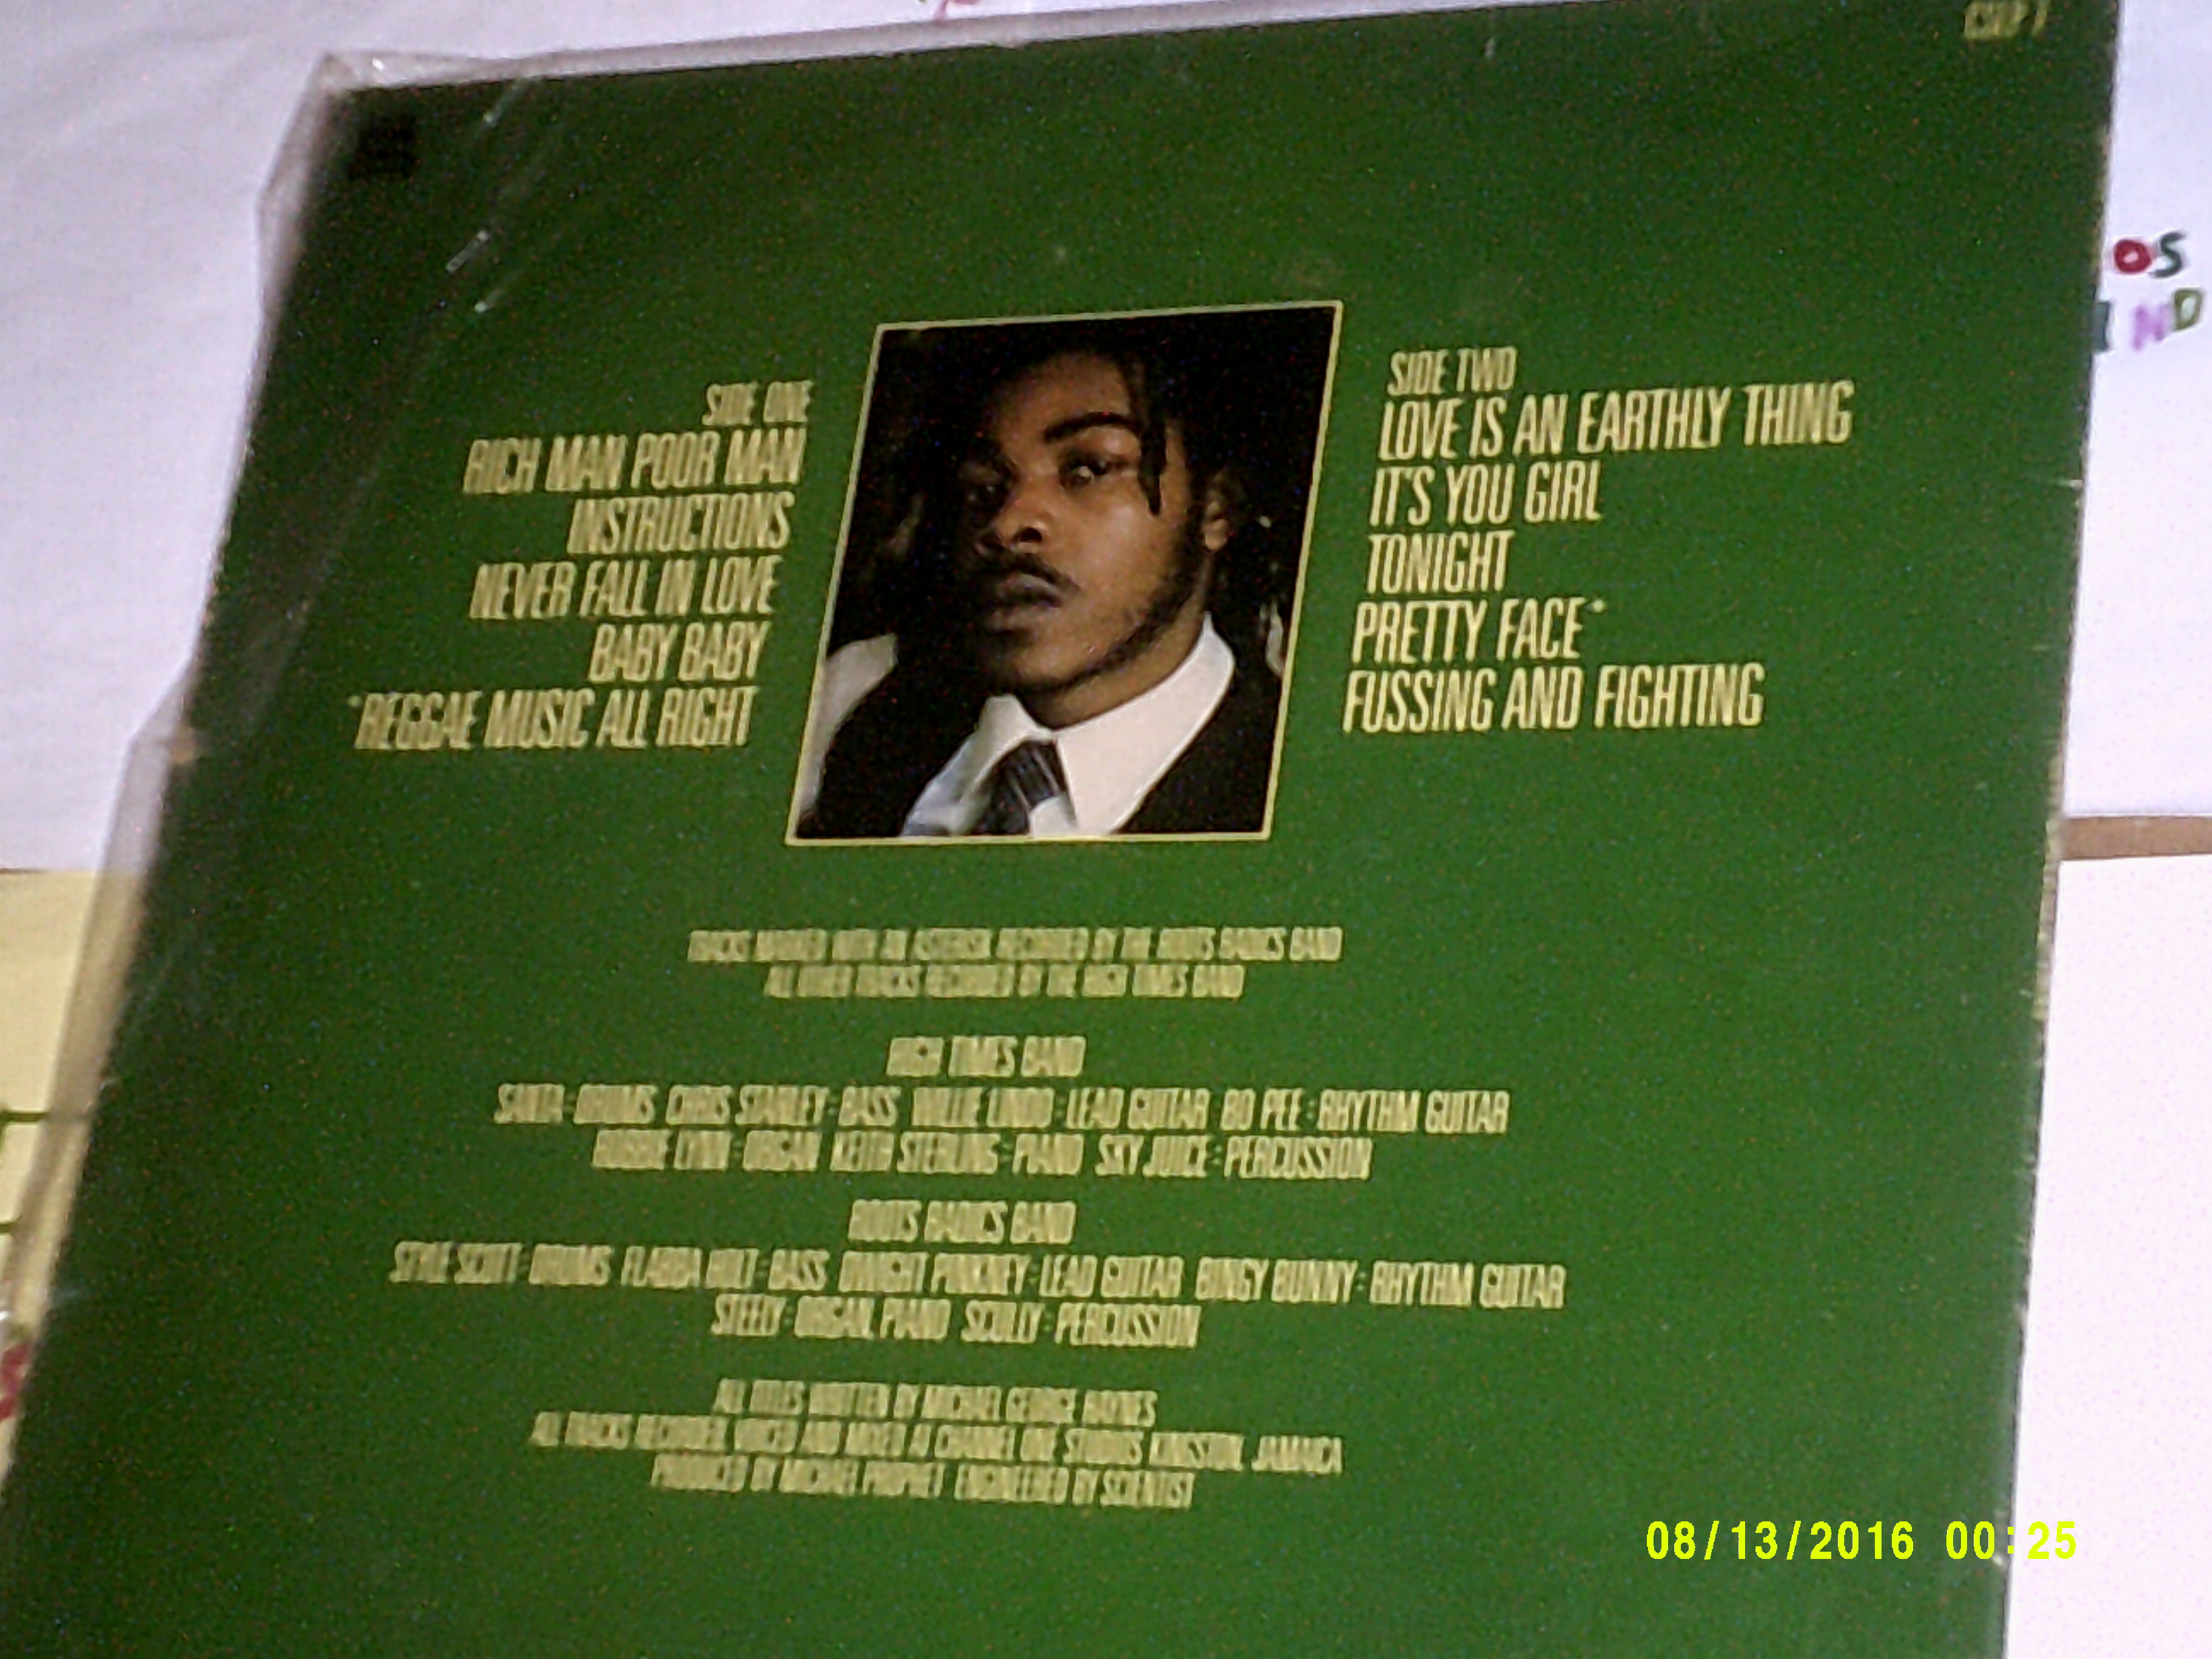 SIDE ONE
RICH MAN POOR MAN
INSTRUCTIONS
NEVER FALL IN LOVE
BABY BABY
*REGGAE MUSIC ALL RIGHT
SIDE TWO
LOVE IS AN EARTHLY THING
IT'S YOU GIRL
TONIGHT
PRETTY FACE*
FUSSING AND FIGHTING
TRACKS MARKED WITH AN ASTERISK RECORDED BY THE ROOTS RADICS BAND
ALL OTHER TRACKS RECORDED BY THE HIGH TIMES BAND
HIGH TIMES BAND
SANTA: DRUMS CHRIS STANLEY: BASS WILLIE LINDO: LEAD GUITAR BO PEE: RHYTHM GUITAR
ROBBIE LYNN: ORGAN KEITH STERLING: PIANO SKY JUICE: PERCUSSION
ROOTS RADICS BAND
STYLE SCOTT: DRUMS FLABBA HOLT: BASS DWIGHT PINKNEY: LEAD GUITAR BINGY BUNNY: RHYTHM GUITAR
STEELY: ORGAN, PIANO SCULLY: PERCUSSION
ALL TITLES WRITTEN BY MICHAEL GEORGE HAYNES
ALL TRACKS RECORDED, VOICED AND MIXED AT CHANNEL ONE STUDIOS KINGSTON, JAMAICA
PRODUCED BY MICHAEL PROPHET ENGINEERED BY SCIENTIST
OS
ND
08/13/2016 00:25